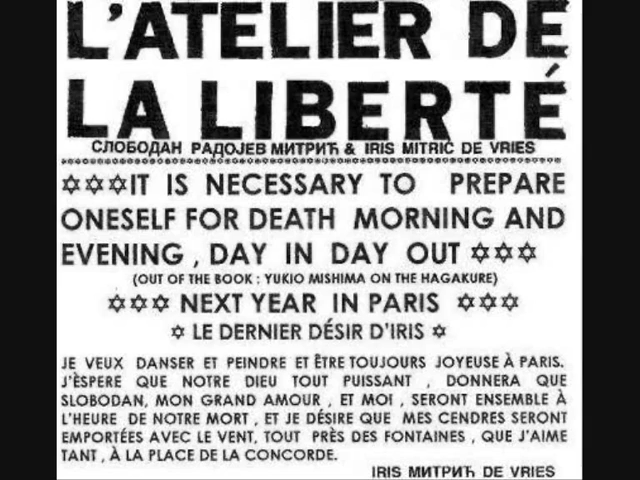 L'ATELIER DE
LA LIBERTÉ
СЛОБОДАН РАДОЈЕВ МИТРИЋ & IRIS MITRIĆ DE VRIES
✡✡✡IT IS NECESSARY TO PREPARE
ONESELF FOR DEATH MORNING AND
EVENING , DAY IN DAY OUT ✡✡✡
(OUT OF THE BOOK : YUKIO MISHIMA ON THE HAGAKURE)
✡✡✡ NEXT YEAR IN PARIS ✡✡✡
✡ LE DERNIER DÉSIR D'IRIS ✡
JE VEUX DANSER ET PEINDRE ET ÊTRE TOUJOURS JOYEUSE À PARIS.
J'ÈSPERE QUE NOTRE DIEU TOUT PUISSANT , DONNERA QUE
SLOBODAN, MON GRAND AMOUR , ET MOI , SERONT ENSEMBLE À
L'HEURE DE NOTRE MORT , ET JE DÉSIRE QUE MES CENDRES SERONT
EMPORTÉES AVEC LE VENT, TOUT PRÈS DES FONTAINES , QUE J'AIME
TANT , À LA PLACE DE LA CONCORDE.
IRIS МИТРИЋ DE VRIES